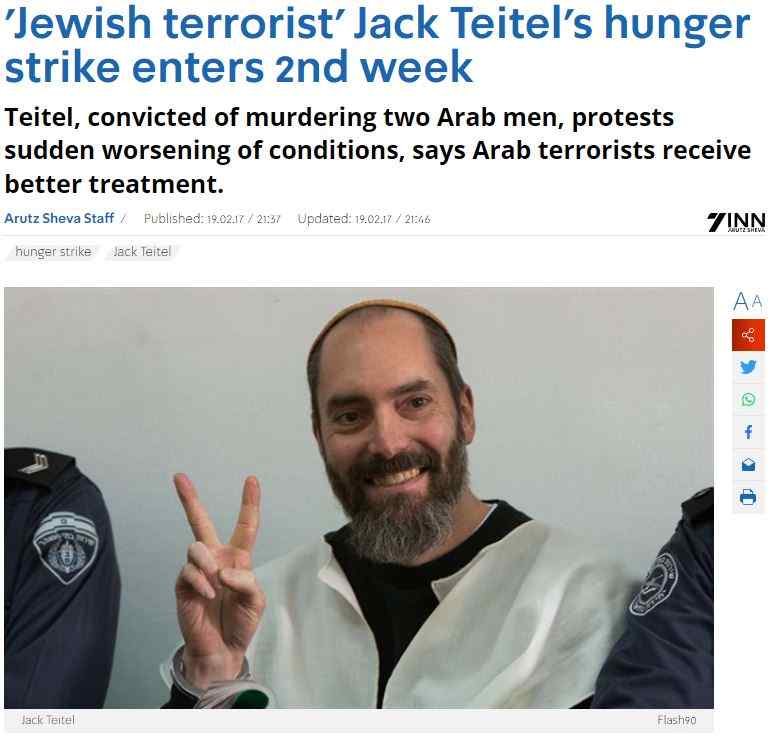 'Jewish terrorist' Jack Teitel's hunger
strike enters 2nd week
Teitel, convicted of murdering two Arab men, protests
sudden worsening of conditions, says Arab terrorists receive
better treatment.
Arutz Sheva Staff / Published: 19.02.17 / 21:37 Updated: 19.02.17 / 21:46
7 INN
ARUTZ SHEVA
hunger strike Jack Teitel
A A
Jack Teitel Flash90